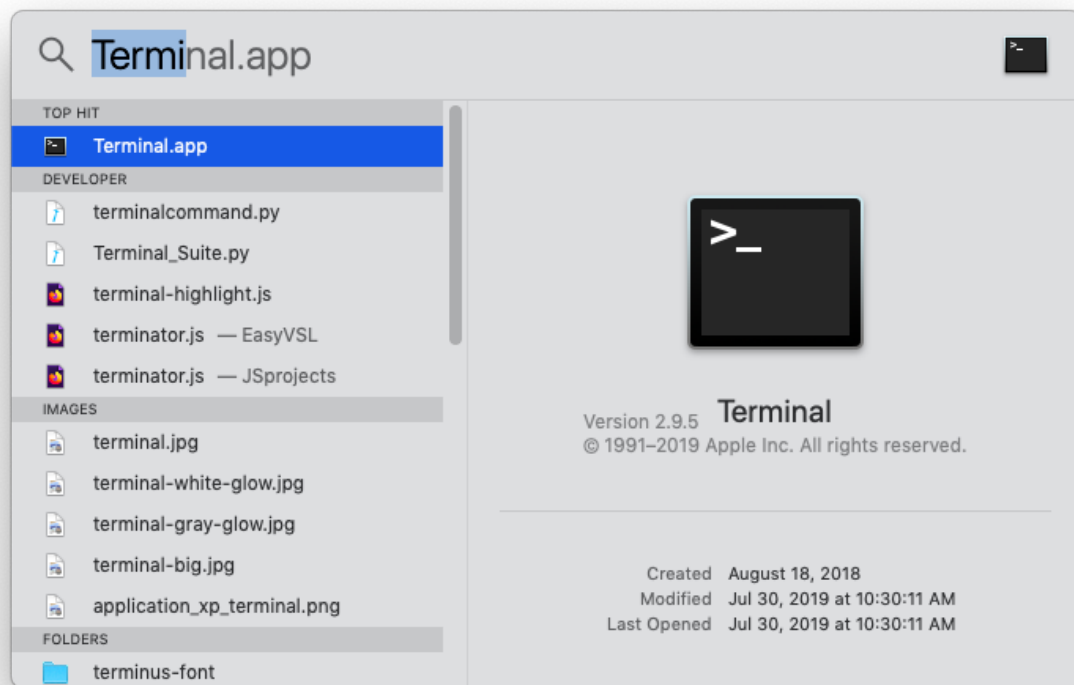 Terminal.app
TOP HIT
Terminal.app
DEVELOPER
terminalcommand.py
Terminal_Suite.py
terminal-highlight.js
terminator.js — EasyVSL
terminator.js — JSprojects
IMAGES
terminal.jpg
terminal-white-glow.jpg
terminal-gray-glow.jpg
terminal-big.jpg
application_xp_terminal.png
FOLDERS
terminus-font
>_
Terminal
Version 2.9.5
© 1991–2019 Apple Inc. All rights reserved.
Created August 18, 2018
Modified Jul 30, 2019 at 10:30:11 AM
Last Opened Jul 30, 2019 at 10:30:11 AM